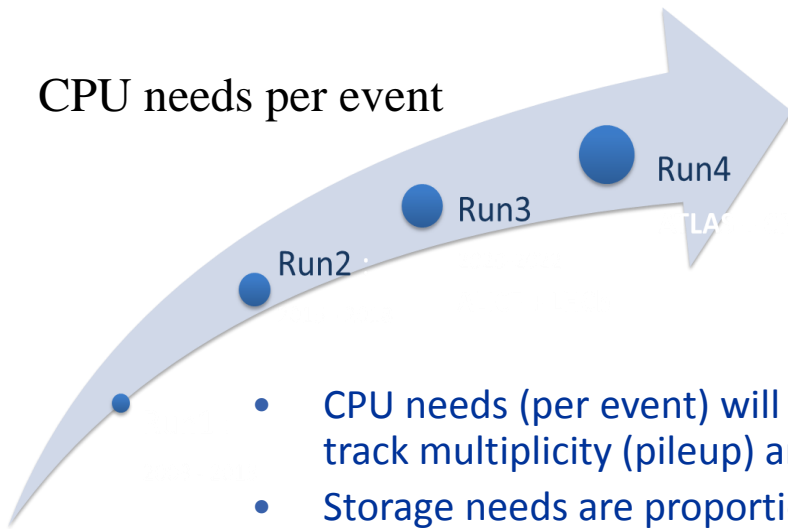 CPU needs per event
Run4
Run3
TLAS
Run2
• CPU needs (per event) will
track multiplicity (pileup) a
• Storage needs are proporti